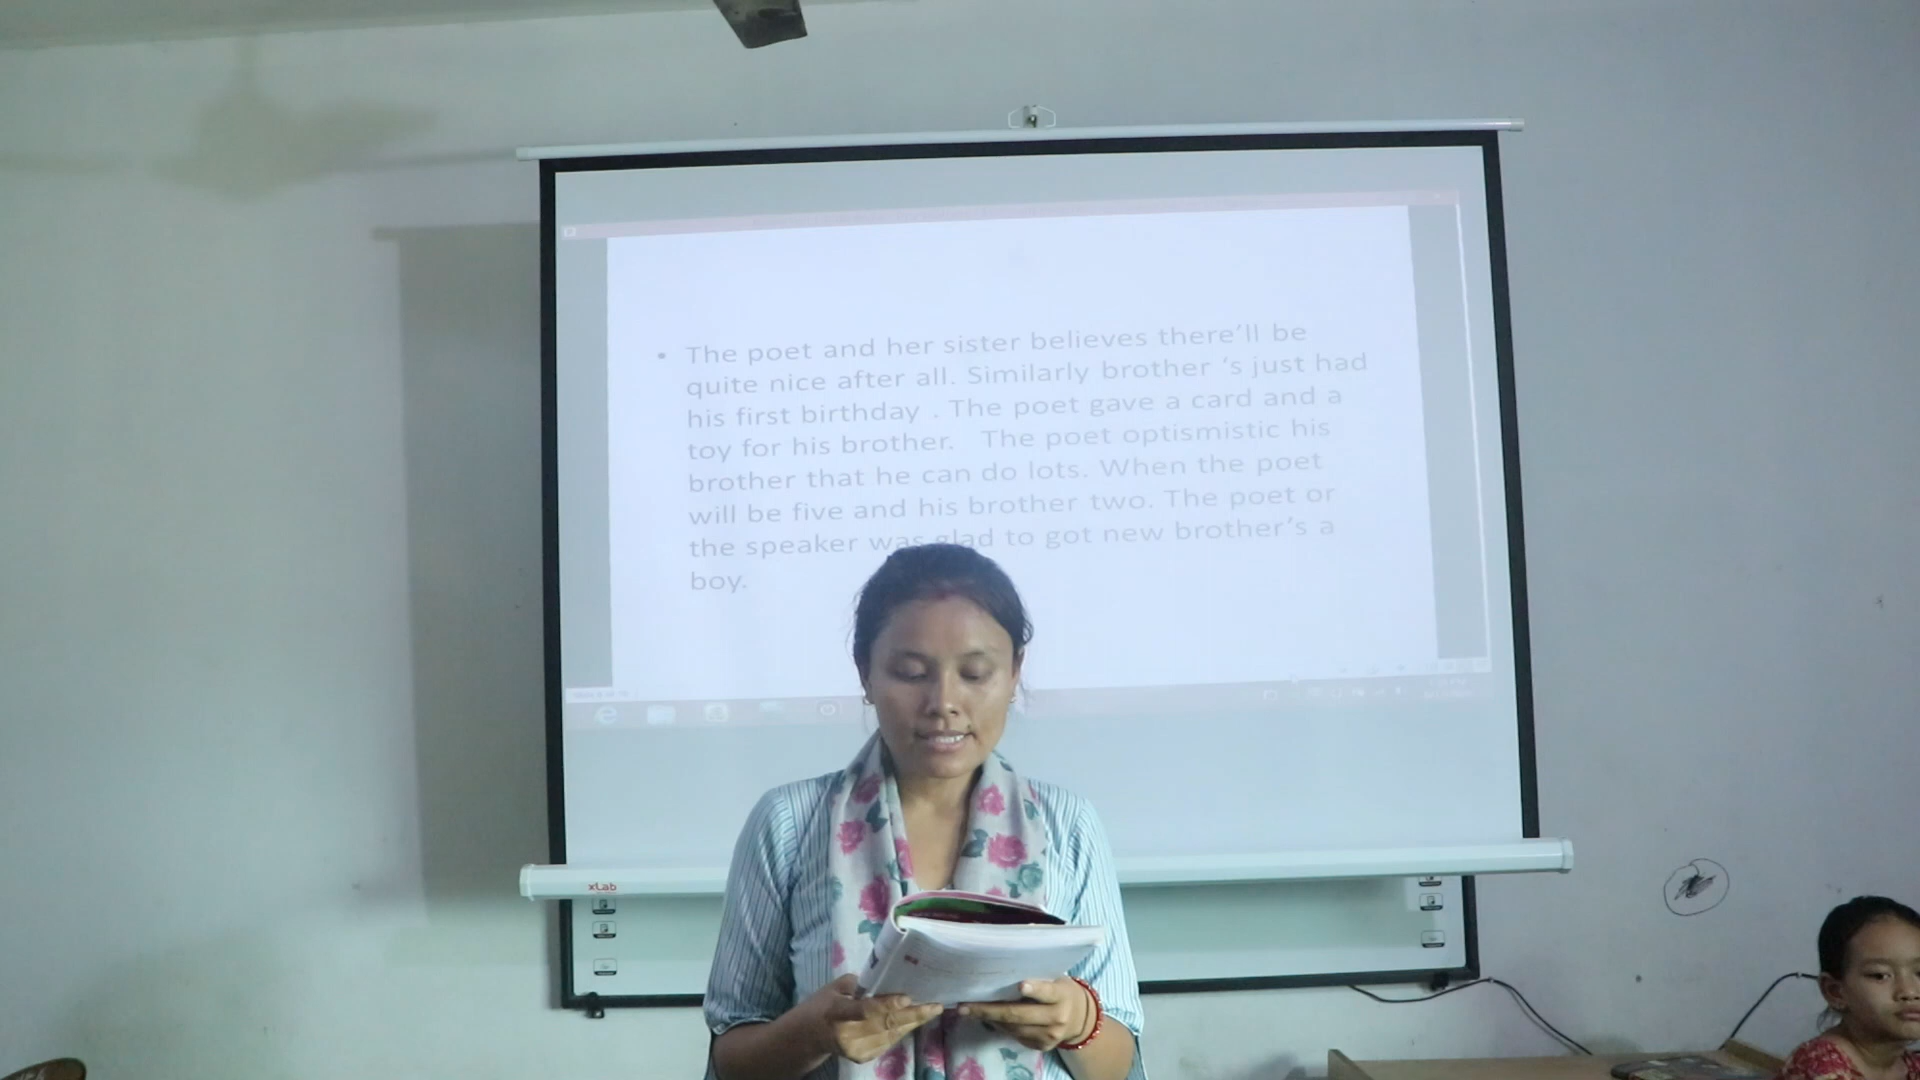 • The poet and her sister believes there'll be
quite nice after all. Similarly brother 's just had
his first birthday . The poet gave a card and a
toy for his brother. The poet optismistic his
brother that he can do lots. When the poet
will be five and his brother two. The poet or
the speaker was glad to got new brother's a
boy.
xLab